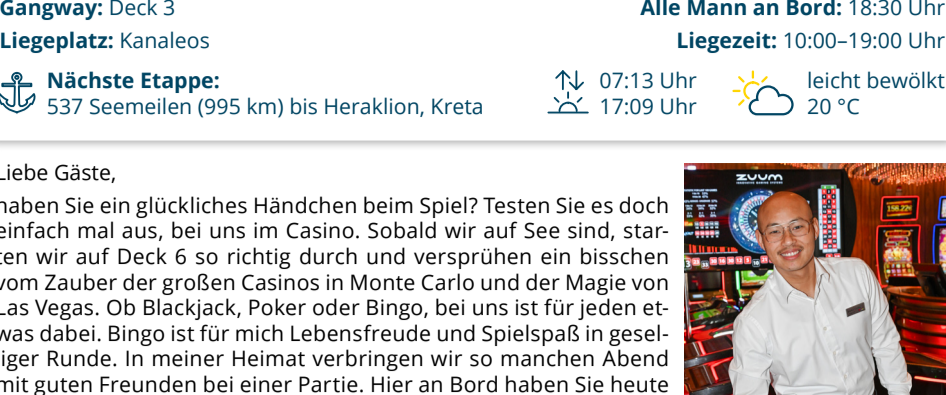 Gangway: Deck 3
Alle Mann an Bord: 18:30 Uhr
Liegeplatz: Kanaleos
Liegezeit: 10:00–19:00 Uhr
Nächste Etappe:
537 Seemeilen (995 km) bis Heraklion, Kreta
07:13 Uhr
17:09 Uhr
leicht bewölkt
20 °C
Liebe Gäste,
haben Sie ein glückliches Händchen beim Spiel? Testen Sie es doch
einfach mal aus, bei uns im Casino. Sobald wir auf See sind, star-
ten wir auf Deck 6 so richtig durch und versprühen ein bisschen
vom Zauber der großen Casinos in Monte Carlo und der Magie von
Las Vegas. Ob Blackjack, Poker oder Bingo, bei uns ist für jeden et-
was dabei. Bingo ist für mich Lebensfreude und Spielspaß in gesel-
liger Runde. In meiner Heimat verbringen wir so manchen Abend
mit guten Freunden bei einer Partie. Hier an Bord haben Sie heute
ZUUM